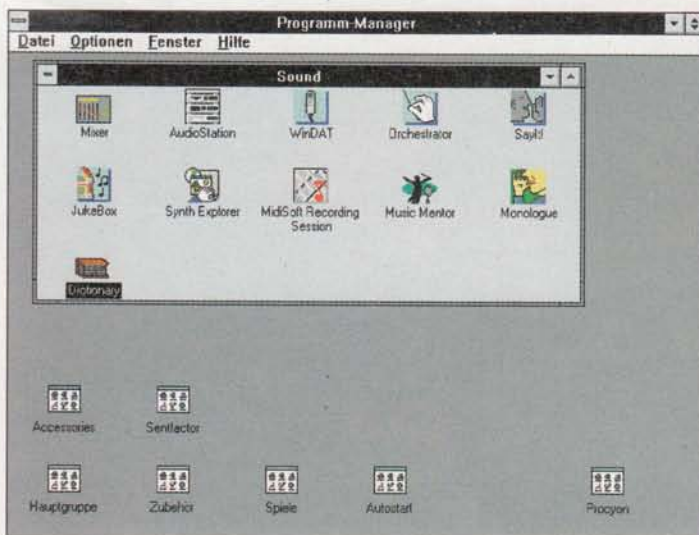 Programm-Manager
Datei Optionen Fenster Hilfe
Sound
Mixer AudioStation WinDAT Orchestrator SayIt!
JukeBox Synth Explorer MidiSoft Recording Session Music Mentor Monologue
Dictionary
Accessories Sentfactor
Hauptgruppe Zubehör Spiele Autostart Procyon